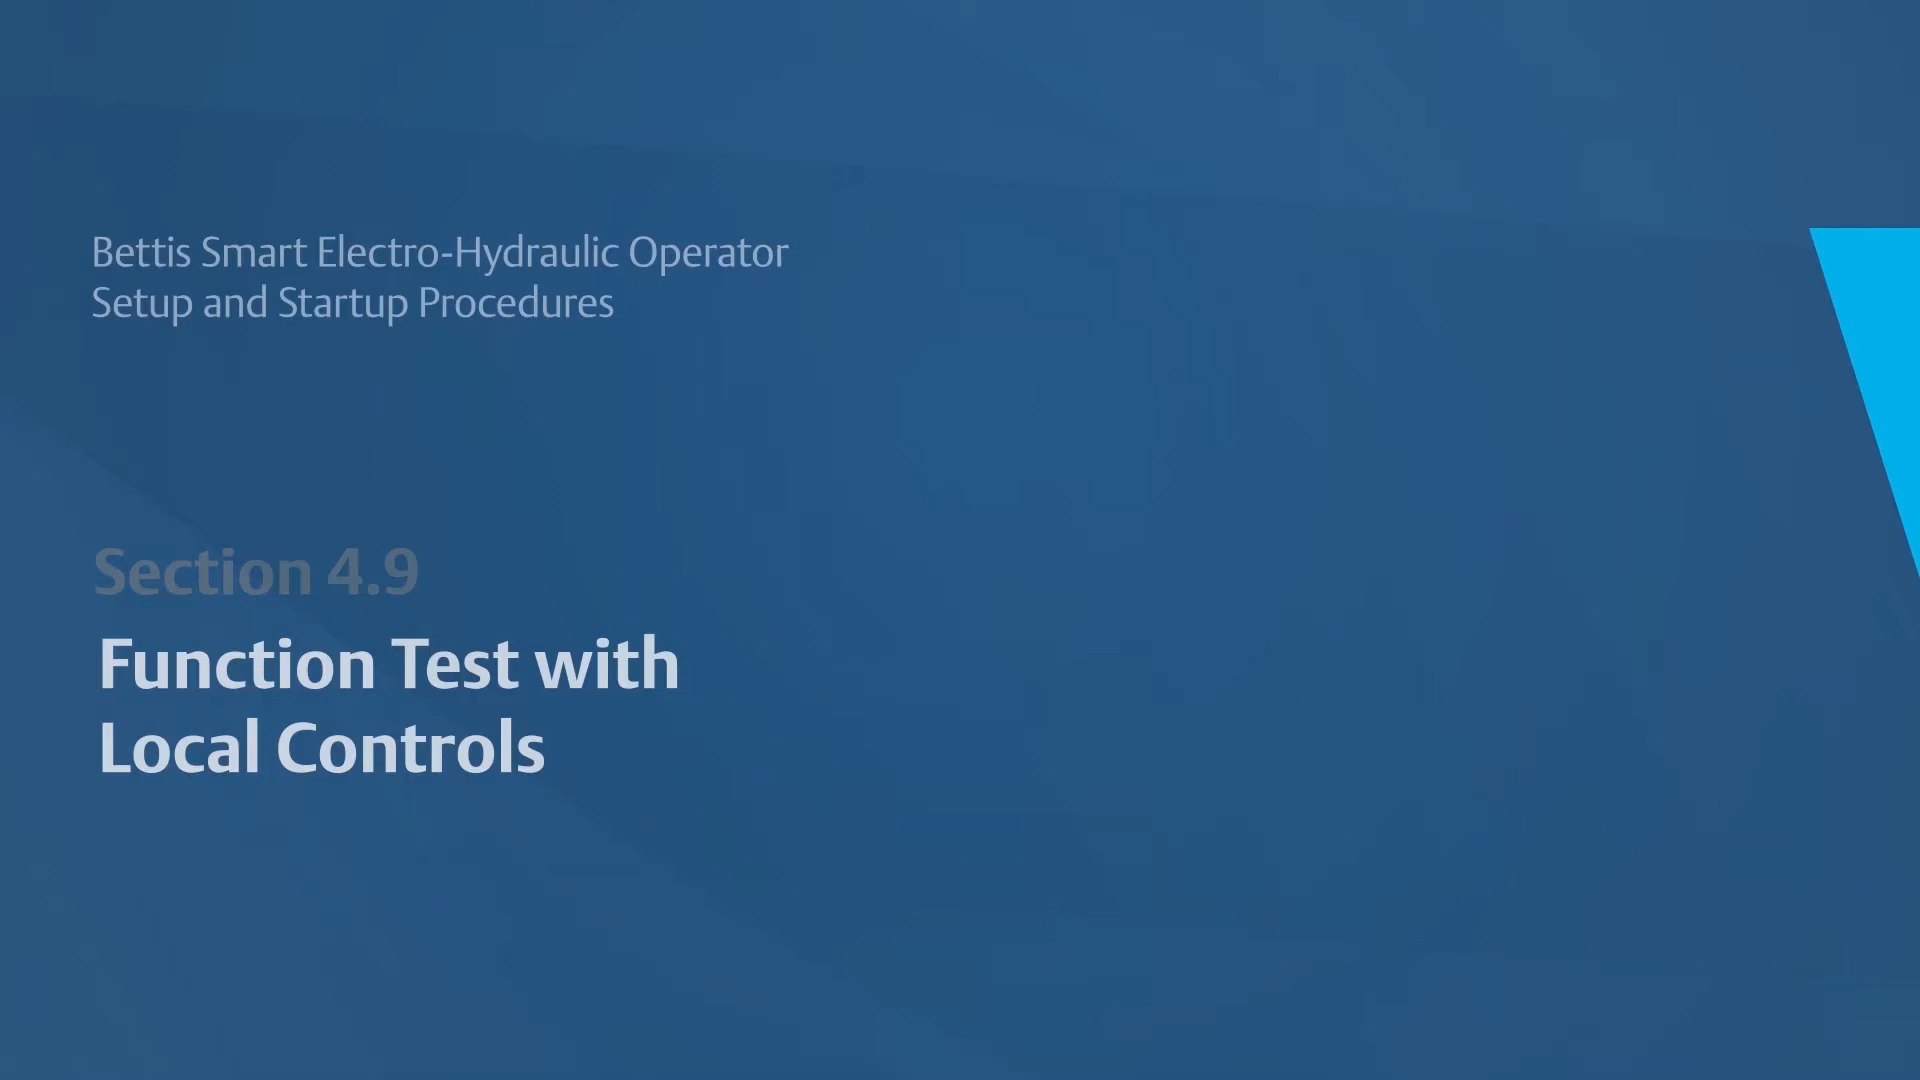 Bettis Smart Electro-Hydraulic Operator
Setup and Startup Procedures
Section 4.9
Function Test with
Local Controls